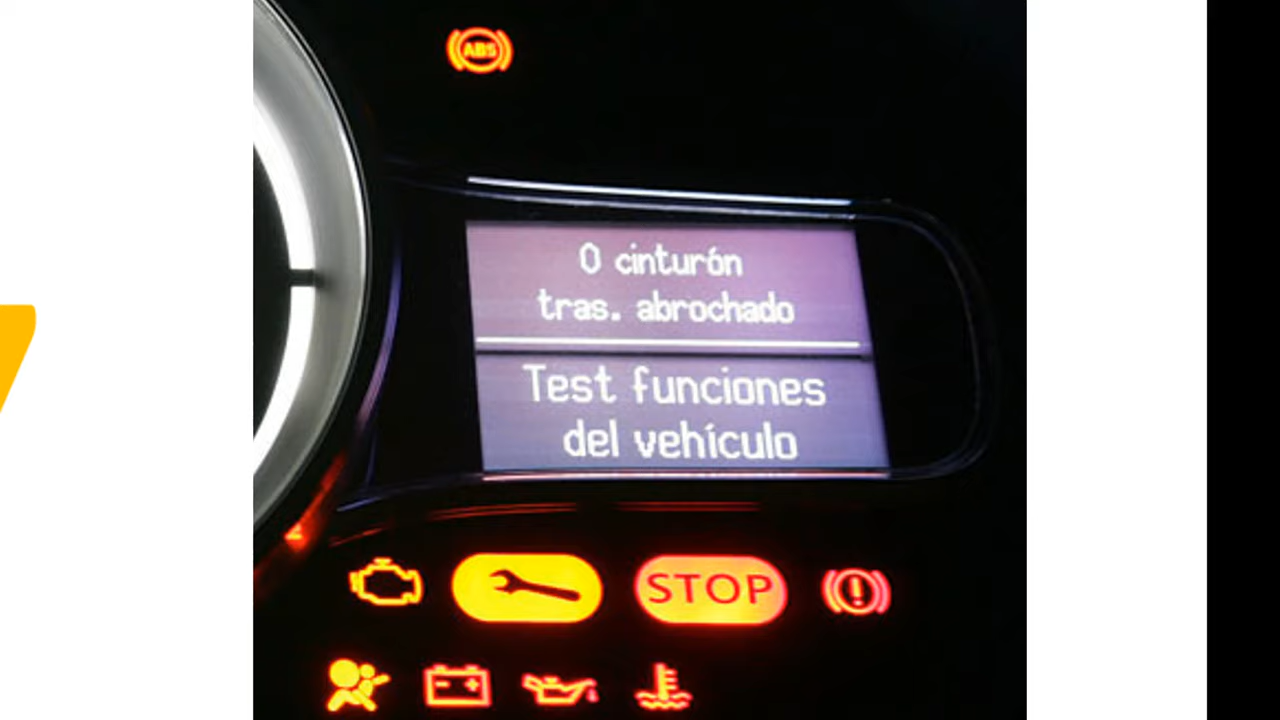 ABS
0 cinturón
tras. abrochado
Test funciones
del vehículo
STOP